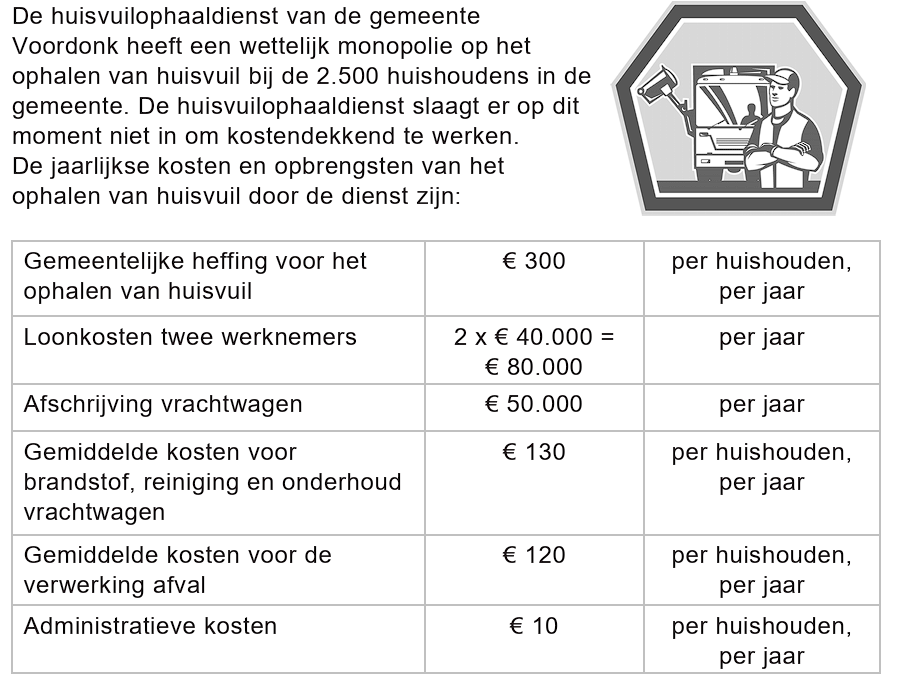 De huisvuilophaaldienst van de gemeente
Voordonk heeft een wettelijk monopolie op het
ophalen van huisvuil bij de 2.500 huishoudens in de
gemeente. De huisvuilophaaldienst slaagt er op dit
moment niet in om kostendekkend te werken.
De jaarlijkse kosten en opbrengsten van het
ophalen van huisvuil door de dienst zijn:
Gemeentelijke heffing voor het
ophalen van huisvuil
€ 300
per huishouden,
per jaar
Loonkosten twee werknemers
2 x € 40.000 =
€ 80.000
per jaar
Afschrijving vrachtwagen
€ 50.000
per jaar
Gemiddelde kosten voor
brandstof, reiniging en onderhoud
vrachtwagen
€ 130
per huishouden,
per jaar
Gemiddelde kosten voor de
verwerking afval
€ 120
per huishouden,
per jaar
Administratieve kosten
€ 10
per huishouden,
per jaar